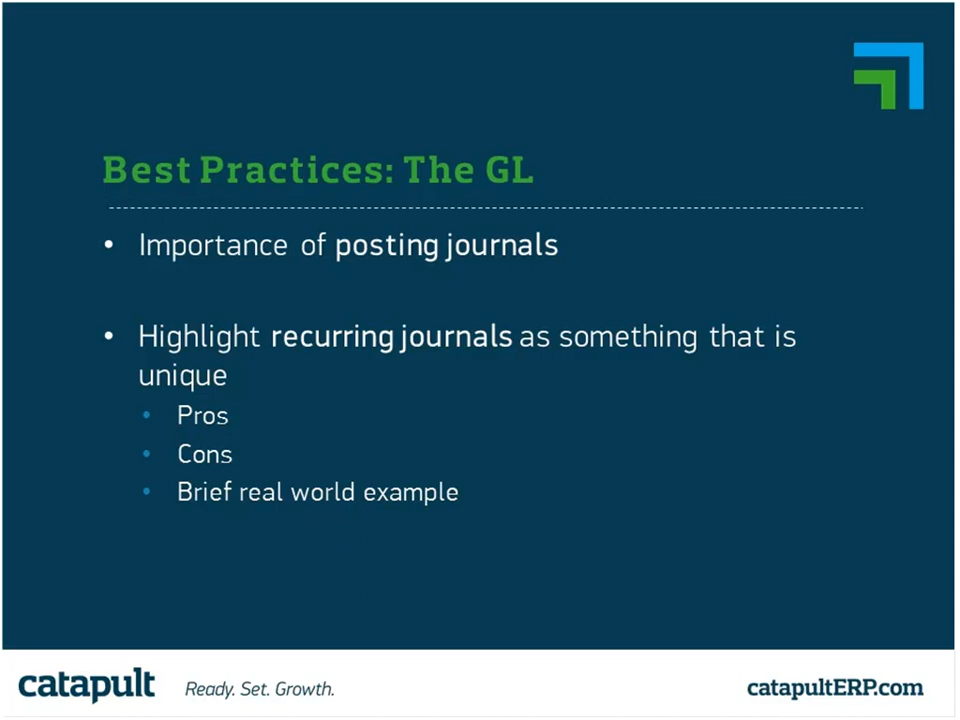 Best Practices: The GL
• Importance of posting journals
• Highlight recurring journals as something that is
unique
• Pros
• Cons
• Brief real world example
catapult Ready. Set. Growth. catapultERP.com